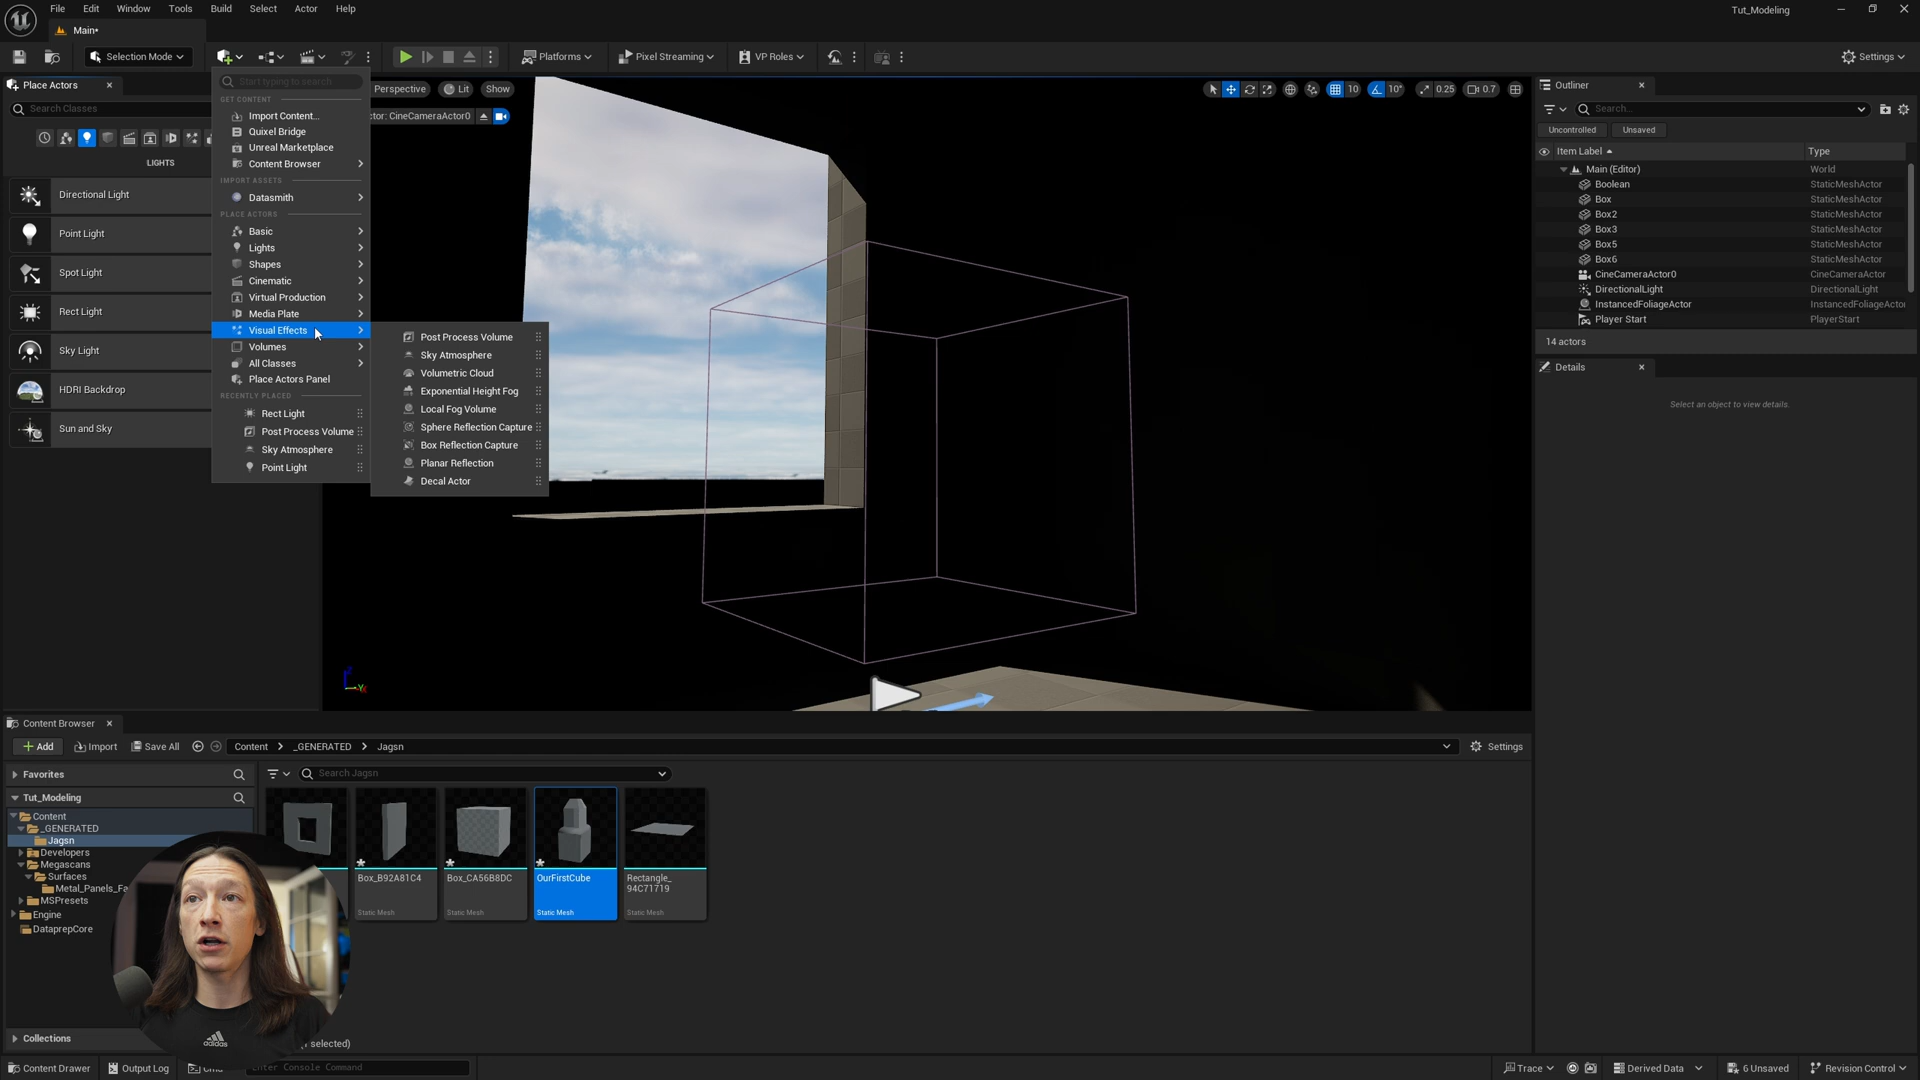 File Edit Window Tools Build Select Actor Help
Tut_Modeling
Main•
Selection Mode
Platforms
Pixel Streaming
VP Roles
Settings
Place Actors
Search Classes
LIGHTS
Directional Light
Point Light
Spot Light
Rect Light
Sky Light
HDRI Backdrop
Sun and Sky
Start typing to search
GET CONTENT
Import Content...
Quixel Bridge
Unreal Marketplace
Content Browser
IMPORT ASSETS
Datasmith
PLACE ACTORS
Basic
Lights
Shapes
Cinematic
Virtual Production
Media Plate
Visual Effects
Volumes
All Classes
Place Actors Panel
RECENTLY PLACED
Rect Light
Post Process Volume
Sky Atmosphere
Point Light
Post Process Volume
Sky Atmosphere
Volumetric Cloud
Exponential Height Fog
Local Fog Volume
Sphere Reflection Capture
Box Reflection Capture
Planar Reflection
Decal Actor
Perspective Lit Show
10 10° 0.25 0.7
tor: CineCameraActor0
Outliner
Search...
Uncontrolled Unsaved
Item Label Type
Main (Editor) World
Boolean StaticMeshActor
Box StaticMeshActor
Box2 StaticMeshActor
Box3 StaticMeshActor
Box5 StaticMeshActor
Box6 StaticMeshActor
CineCameraActor0 CineCameraActor
DirectionalLight DirectionalLight
InstancedFoliageActor InstancedFoliageActo
Player Start PlayerStart
14 actors
Details
Select an object to view details.
Content Browser
Add Import Save All Content _GENERATED Jagsn Settings
Favorites
Tut_Modeling
Content
_GENERATED
Jagsn
Developers
Megascans
Surfaces
Metal_Panels_Fa
MSPresets
Engine
DataprepCore
Collections
Search Jagsn
Box_B92A81C4
Static Mesh
Box_CA56B8DC
Static Mesh
OurFirstCube
Static Mesh
Rectangle_
94C71719
Static Mesh
selected)
adidas
Content Drawer Output Log Cmd Enter Console Command
Trace Derived Data 6 Unsaved Revision Control